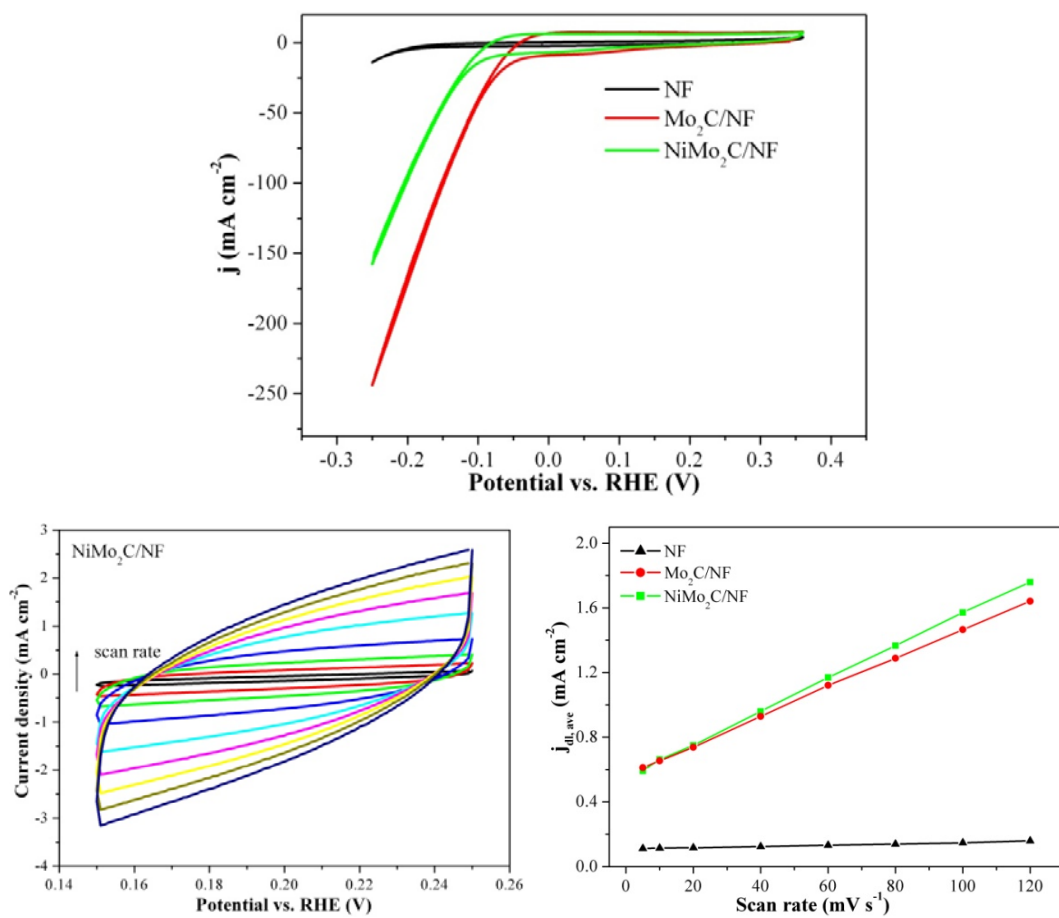 0
-50
-100
-150
-200
-250
j (mA cm⁻²)
NF
Mo₂C/NF
NiMo₂C/NF
-0.3 -0.2 -0.1 0.0 0.1 0.2 0.3 0.4
Potential vs. RHE (V)
3
2
1
0
-1
-2
-3
-4
Current density (mA cm⁻²)
NiMo₂C/NF
scan rate
0.14 0.16 0.18 0.20 0.22 0.24 0.26
Potential vs. RHE (V)
2.0
1.6
1.2
0.8
0.4
0.0
j dl, ave (mA cm⁻²)
NF
Mo₂C/NF
NiMo₂C/NF
0 20 40 60 80 100 120
Scan rate (mV s⁻¹)